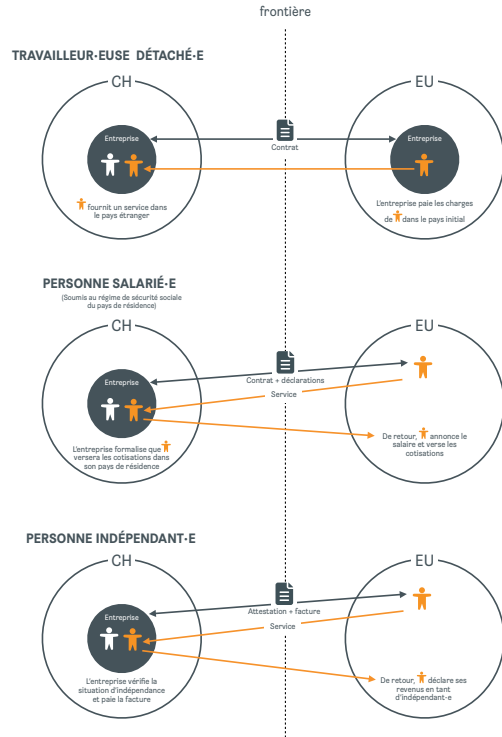 frontière
TRAVAILLEUR·EUSE DÉTACHÉ·E
CH
EU
Entreprise
Entreprise
Contrat
fournit un service dans
le pays étranger
L'entreprise paie les charges
de dans le pays initial
PERSONNE SALARIÉ·E
(Soumis au régime de sécurité sociale
du pays de résidence)
CH
EU
Entreprise
Contrat + déclarations
Service
L'entreprise formalise que
versera les cotisations dans
son pays de résidence
De retour, annonce le
salaire et verse les
cotisations
PERSONNE INDÉPENDANT·E
CH
EU
Entreprise
Attestation + facture
Service
L'entreprise vérifie la
situation d'indépendance
et paie la facture
De retour, déclare ses
revenus en tant
d'indépendant-e